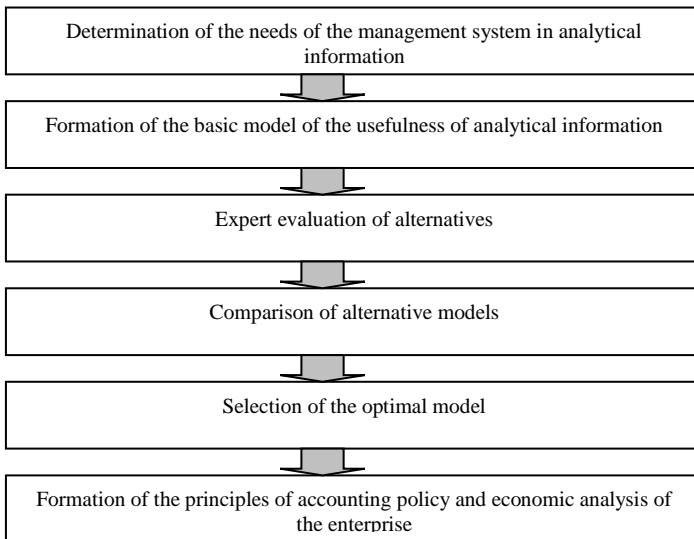 Determination of the needs of the management system in analytical
information
Formation of the basic model of the usefulness of analytical information
Expert evaluation of alternatives
Comparison of alternative models
Selection of the optimal model
Formation of the principles of accounting policy and economic analysis of
the enterprise